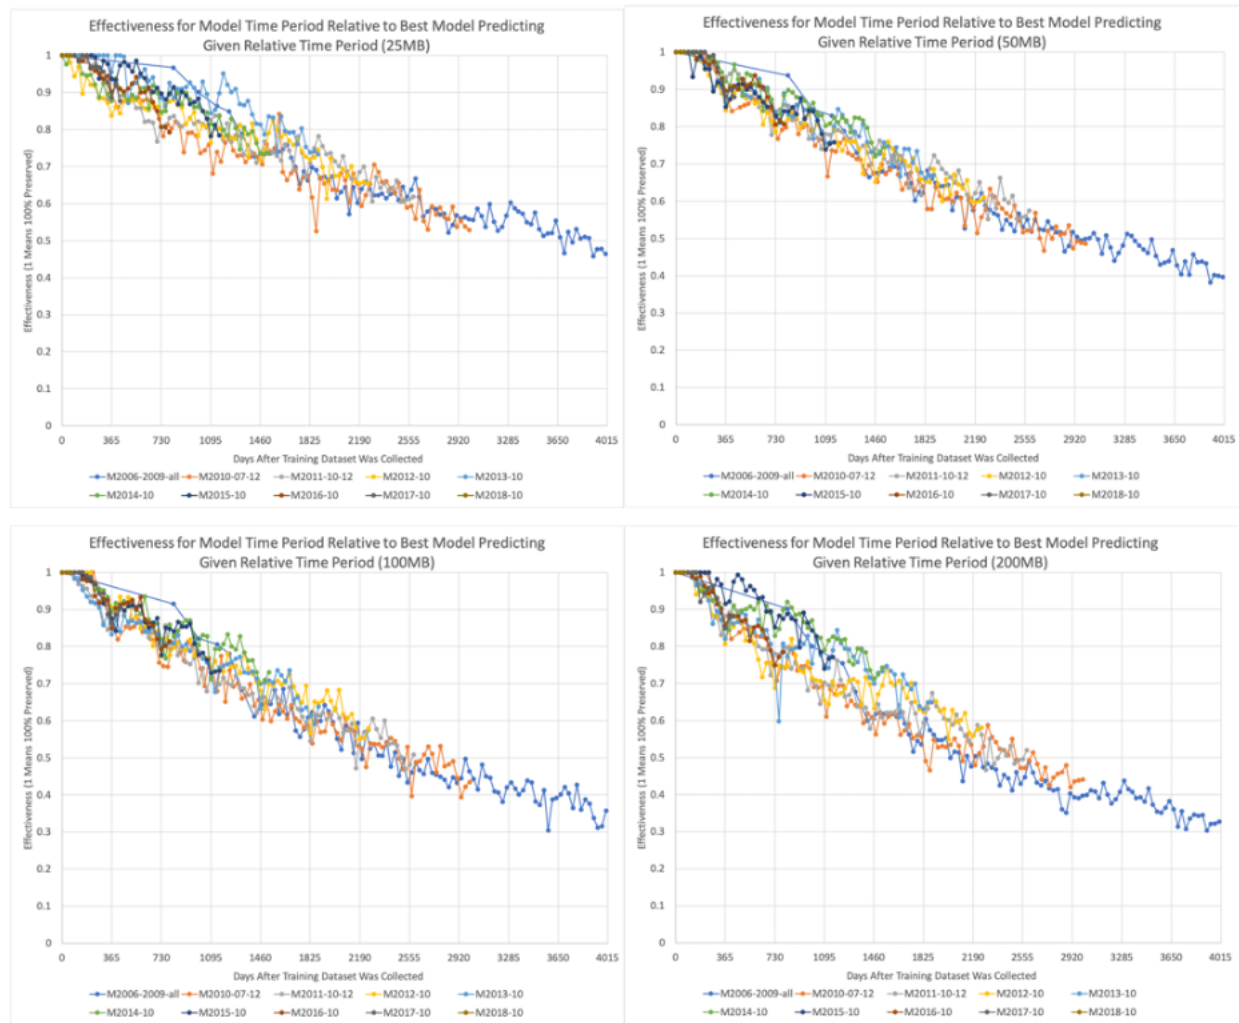 Effectiveness for Model Time Period Relative to Best Model Predicting
Given Relative Time Period (25MB)
Effectiveness (1 Means 100% Preserved)
1
0.9
0.8
0.7
0.6
0.5
0.4
0.3
0.2
0.1
0
0 365 730 1095 1460 1825 2190 2555 2920 3285 3650 4015
Days After Training Dataset Was Collected
M2006-2009-all M2010-07-12 M2011-10-12 M2012-10 M2013-10
M2014-10 M2015-10 M2016-10 M2017-10 M2018-10
Effectiveness for Model Time Period Relative to Best Model Predicting
Given Relative Time Period (50MB)
Effectiveness (1 Means 100% Preserved)
1
0.9
0.8
0.7
0.6
0.5
0.4
0.3
0.2
0.1
0
0 365 730 1095 1460 1825 2190 2555 2920 3285 3650 4015
Days After Training Dataset Was Collected
M2006-2009-all M2010-07-12 M2011-10-12 M2012-10 M2013-10
M2014-10 M2015-10 M2016-10 M2017-10 M2018-10
Effectiveness for Model Time Period Relative to Best Model Predicting
Given Relative Time Period (100MB)
Effectiveness (1 Means 100% Preserved)
1
0.9
0.8
0.7
0.6
0.5
0.4
0.3
0.2
0.1
0
0 365 730 1095 1460 1825 2190 2555 2920 3285 3650 4015
Days After Training Dataset Was Collected
M2006-2009-all M2010-07-12 M2011-10-12 M2012-10 M2013-10
M2014-10 M2015-10 M2016-10 M2017-10 M2018-10
Effectiveness for Model Time Period Relative to Best Model Predicting
Given Relative Time Period (200MB)
Effectiveness (1 Means 100% Preserved)
1
0.9
0.8
0.7
0.6
0.5
0.4
0.3
0.2
0.1
0
0 365 730 1095 1460 1825 2190 2555 2920 3285 3650 4015
Days After Training Dataset Was Collected
M2006-2009-all M2010-07-12 M2011-10-12 M2012-10 M2013-10
M2014-10 M2015-10 M2016-10 M2017-10 M2018-10